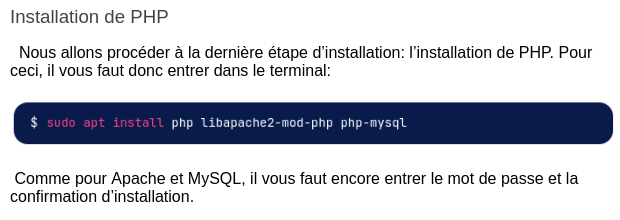 Installation de PHP
Nous allons procéder à la dernière étape d’installation: l’installation de PHP. Pour
ceci, il vous faut donc entrer dans le terminal:
$ sudo apt install php libapache2-mod-php php-mysql
Comme pour Apache et MySQL, il vous faut encore entrer le mot de passe et la
confirmation d’installation.